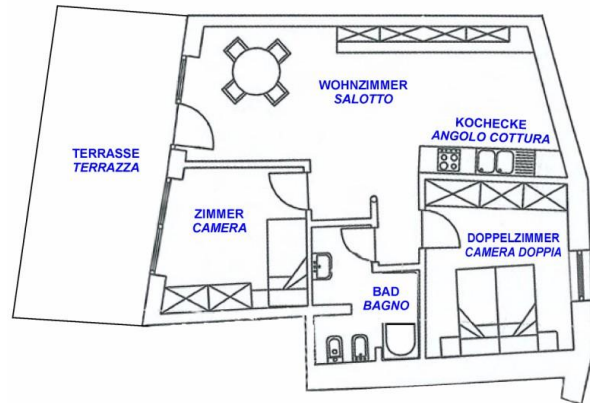 WOHNZIMMER
SALOTTO
KOCHECKE
ANGOLO COTTURA
TERRASSE
TERRAZZA
ZIMMER
CAMERA
DOPPELZIMMER
CAMERA DOPPIA
BAD
BAGNO